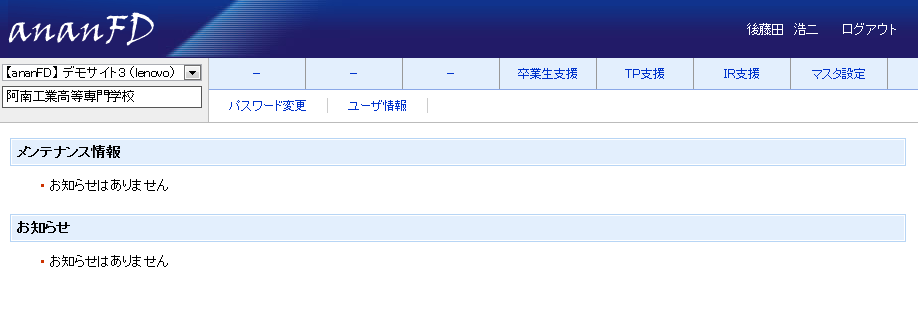 ananFD
後藤田 浩二 ログアウト
【ananFD】デモサイト3（lenovo）
阿南工業高等専門学校
－ － － 卒業生支援 TP支援 IR支援 マスタ設定
パスワード変更 ユーザ情報
メンテナンス情報
・お知らせはありません
お知らせ
・お知らせはありません